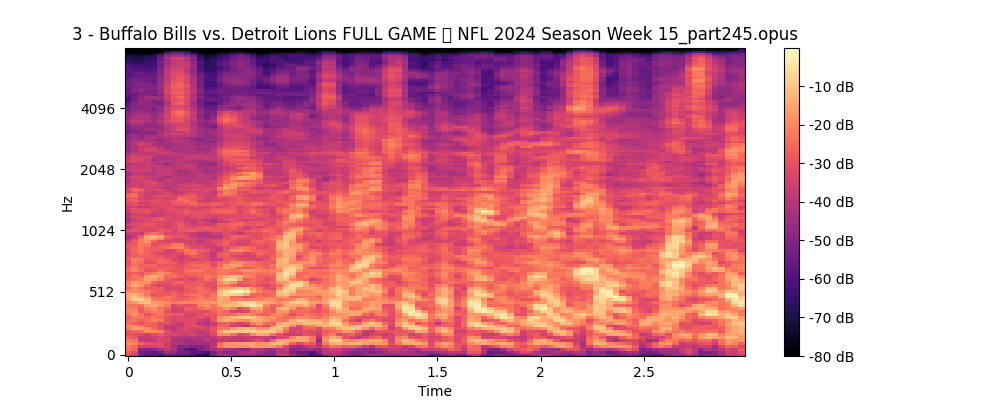 3 - Buffalo Bills vs. Detroit Lions FULL GAME ▯ NFL 2024 Season Week 15_part245.opus
Hz
4096
2048
1024
512
0
0 0.5 1 1.5 2 2.5
Time
-10 dB
-20 dB
-30 dB
-40 dB
-50 dB
-60 dB
-70 dB
-80 dB